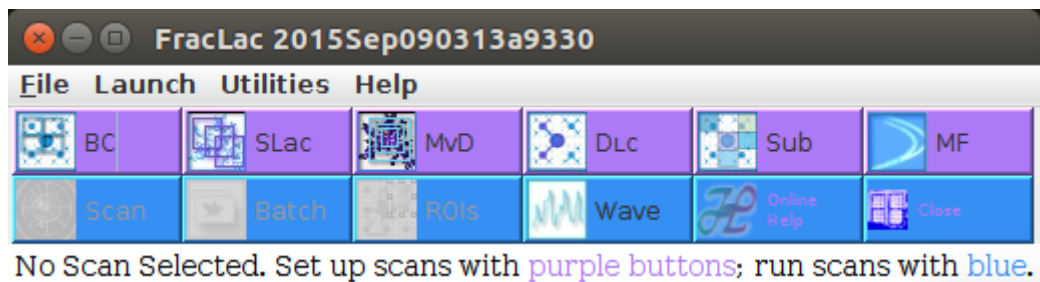 FracLac 2015Sep090313a9330
File Launch Utilities Help
BC SLac MvD DLc Sub MF
Scan Batch ROIs Wave Online Help Close
No Scan Selected. Set up scans with purple buttons; run scans with blue.